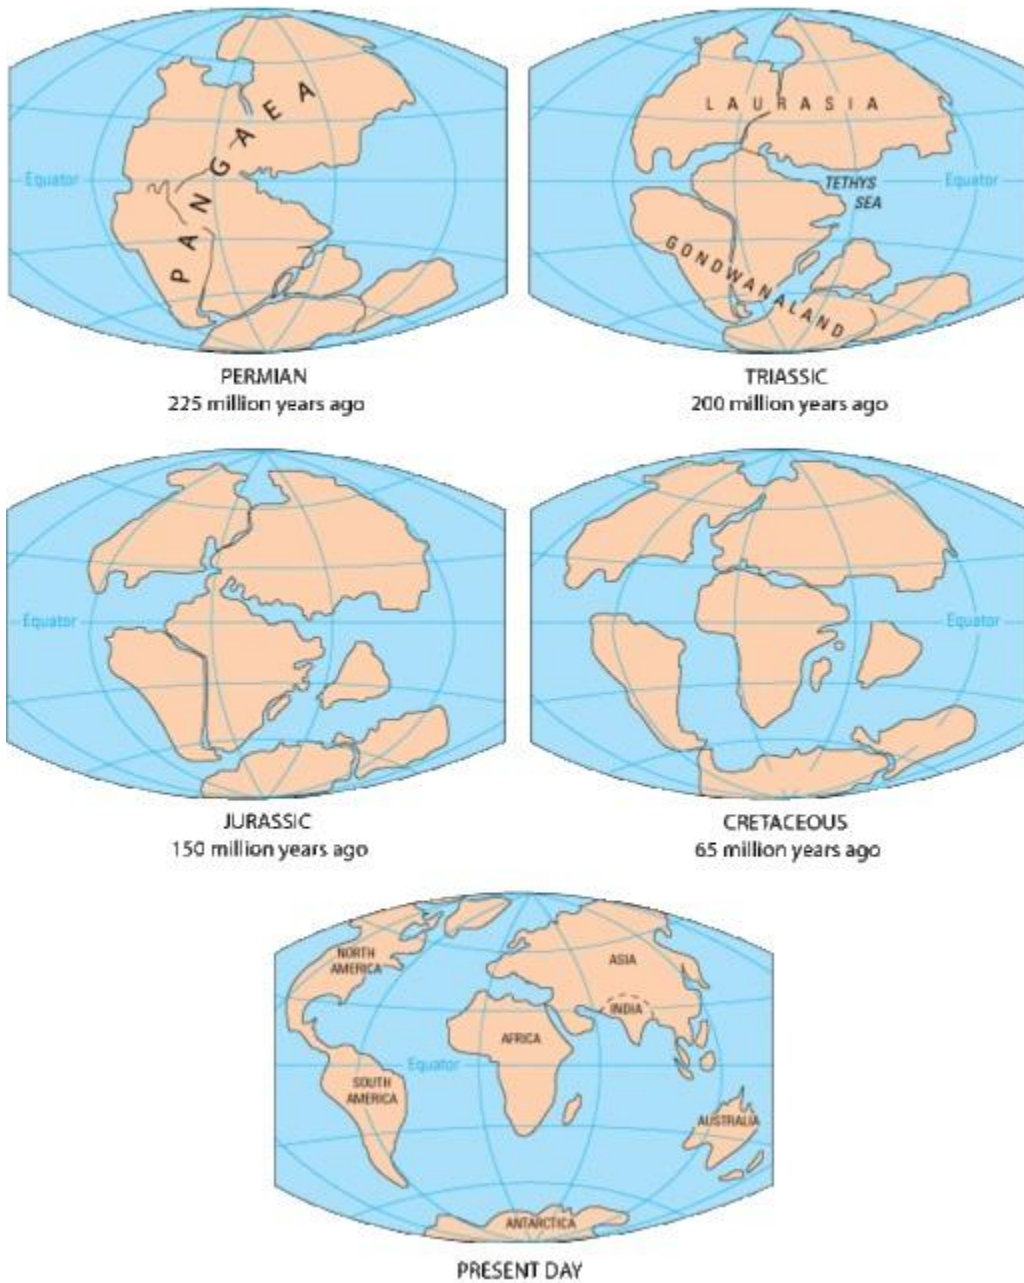 PANGAEA
Equator
PERMIAN
225 million years ago
LAURASIA
TETHYS
SEA
Equator
GONDWANALAND
TRIASSIC
200 million years ago
Equator
JURASSIC
150 million years ago
Equator
CRETACEOUS
65 million years ago
NORTH
AMERICA
ASIA
INDIA
AFRICA
Equator
SOUTH
AMERICA
AUSTRALIA
ANTARCTICA
PRESENT DAY